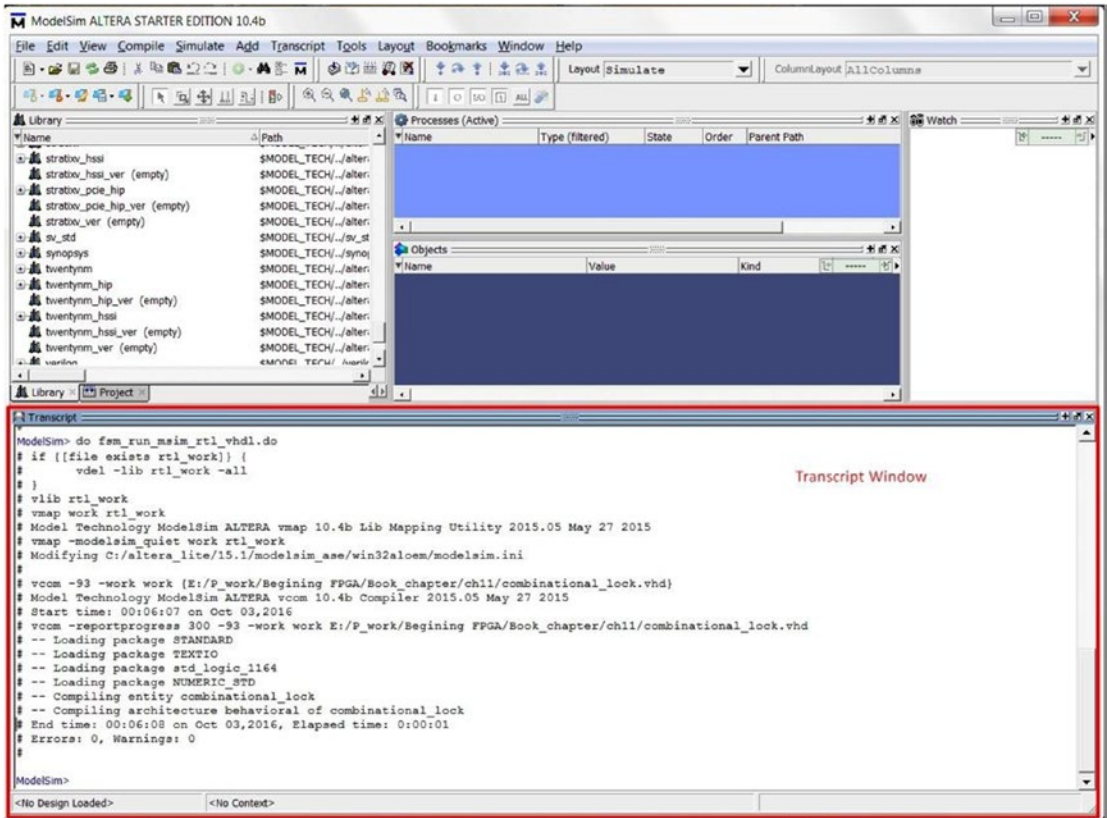 ModelSim ALTERA STARTER EDITION 10.4b
File Edit View Compile Simulate Add Transcript Tools Layout Bookmarks Window Help
Layout Simulate
ColumnLayout AllColumns
Library
Name Path
stratixv_hssi $MODEL_TECH/../alter
stratixv_hssi_ver (empty) $MODEL_TECH/../alter
stratixv_pcie_hip $MODEL_TECH/../alter
stratixv_pcie_hip_ver (empty) $MODEL_TECH/../alter
stratixv_ver (empty) $MODEL_TECH/../alter
sv_std $MODEL_TECH/../sv_st
synopsys $MODEL_TECH/../synop
twentynm $MODEL_TECH/../alter
twentynm_hip $MODEL_TECH/../alter
twentynm_hip_ver (empty) $MODEL_TECH/../alter
twentynm_hssi $MODEL_TECH/../alter
twentynm_hssi_ver (empty) $MODEL_TECH/../alter
twentynm_ver (empty) $MODEL_TECH/../alter
verilog
Library Project
Processes (Active)
Name Type (filtered) State Order Parent Path
Objects
Name Value Kind
Watch
Transcript
Transcript Window
ModelSim> do fsm_run_msim_rtl_vhdl.do
# if {[file exists rtl_work]} {
# vdel -lib rtl_work -all
# }
# vlib rtl_work
# vmap work rtl_work
# Model Technology ModelSim ALTERA vmap 10.4b Lib Mapping Utility 2015.05 May 27 2015
# vmap -modelsim_quiet work rtl_work
# Modifying C:/altera_lite/15.1/modelsim_ase/win32aloem/modelsim.ini
#
# vcom -93 -work work {E:/P_work/Begining FPGA/Book_chapter/ch11/combinational_lock.vhd}
# Model Technology ModelSim ALTERA vcom 10.4b Compiler 2015.05 May 27 2015
# Start time: 00:06:07 on Oct 03,2016
# vcom -reportprogress 300 -93 -work work E:/P_work/Begining FPGA/Book_chapter/ch11/combinational_lock.vhd
# -- Loading package STANDARD
# -- Loading package TEXTIO
# -- Loading package std_logic_1164
# -- Loading package NUMERIC_STD
# -- Compiling entity combinational_lock
# -- Compiling architecture behavioral of combinational_lock
# End time: 00:06:08 on Oct 03,2016, Elapsed time: 0:00:01
# Errors: 0, Warnings: 0
#
ModelSim>
<No Design Loaded> <No Context>